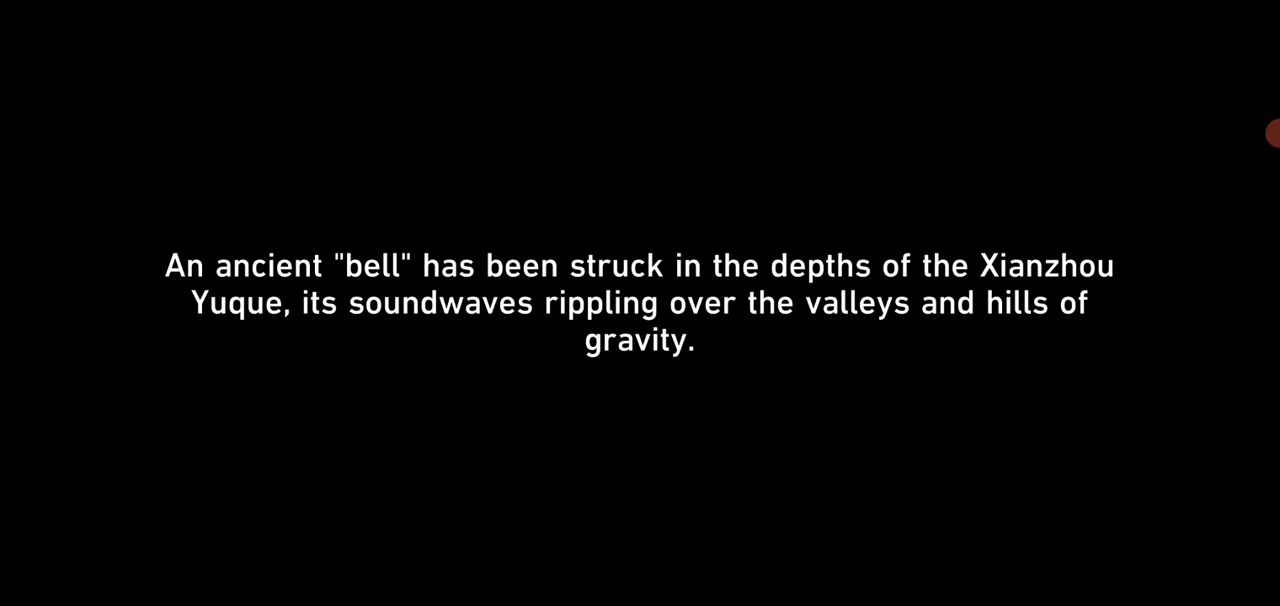 An ancient "bell" has been struck in the depths of the Xianzhou
Yuque, its soundwaves rippling over the valleys and hills of
gravity.